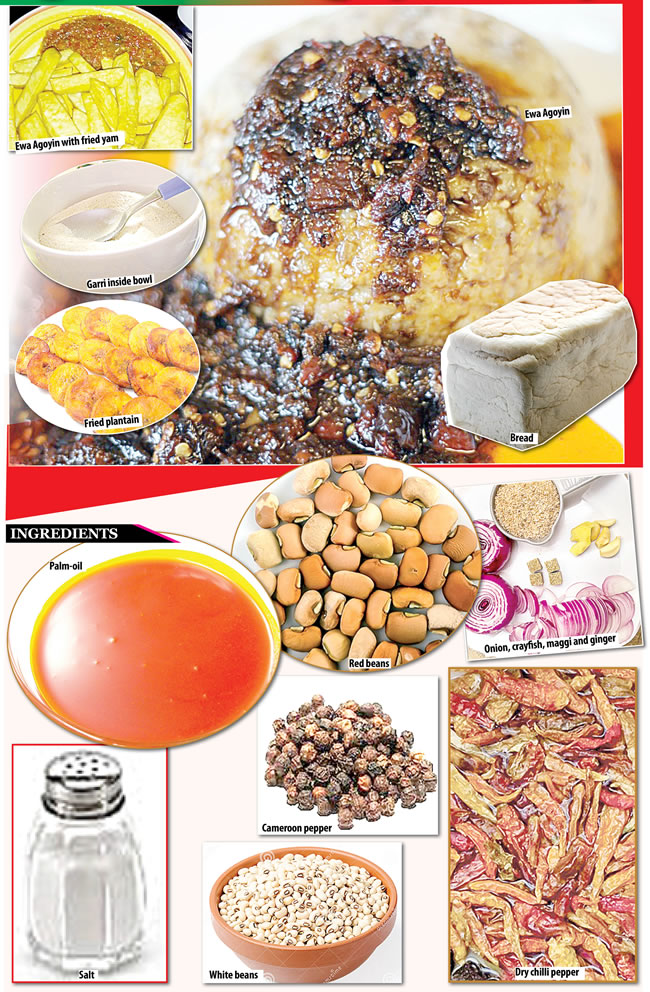 Ewa Agoyin with fried yam
Ewa Agoyin
Garri inside bowl
Fried plantain
Bread
INGREDIENTS
Palm-oil
Red beans
Onion, crayfish, maggi and ginger
Cameroon pepper
Salt
White beans
Dry chilli pepper